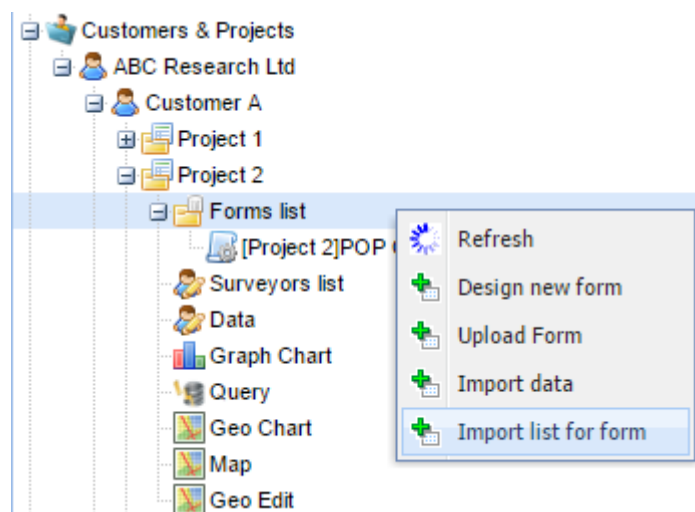 Customers & Projects
ABC Research Ltd
Customer A
Project 1
Project 2
Forms list
[Project 2]POP
Surveyors list
Data
Graph Chart
Query
Geo Chart
Map
Geo Edit
Refresh
Design new form
Upload Form
Import data
Import list for form